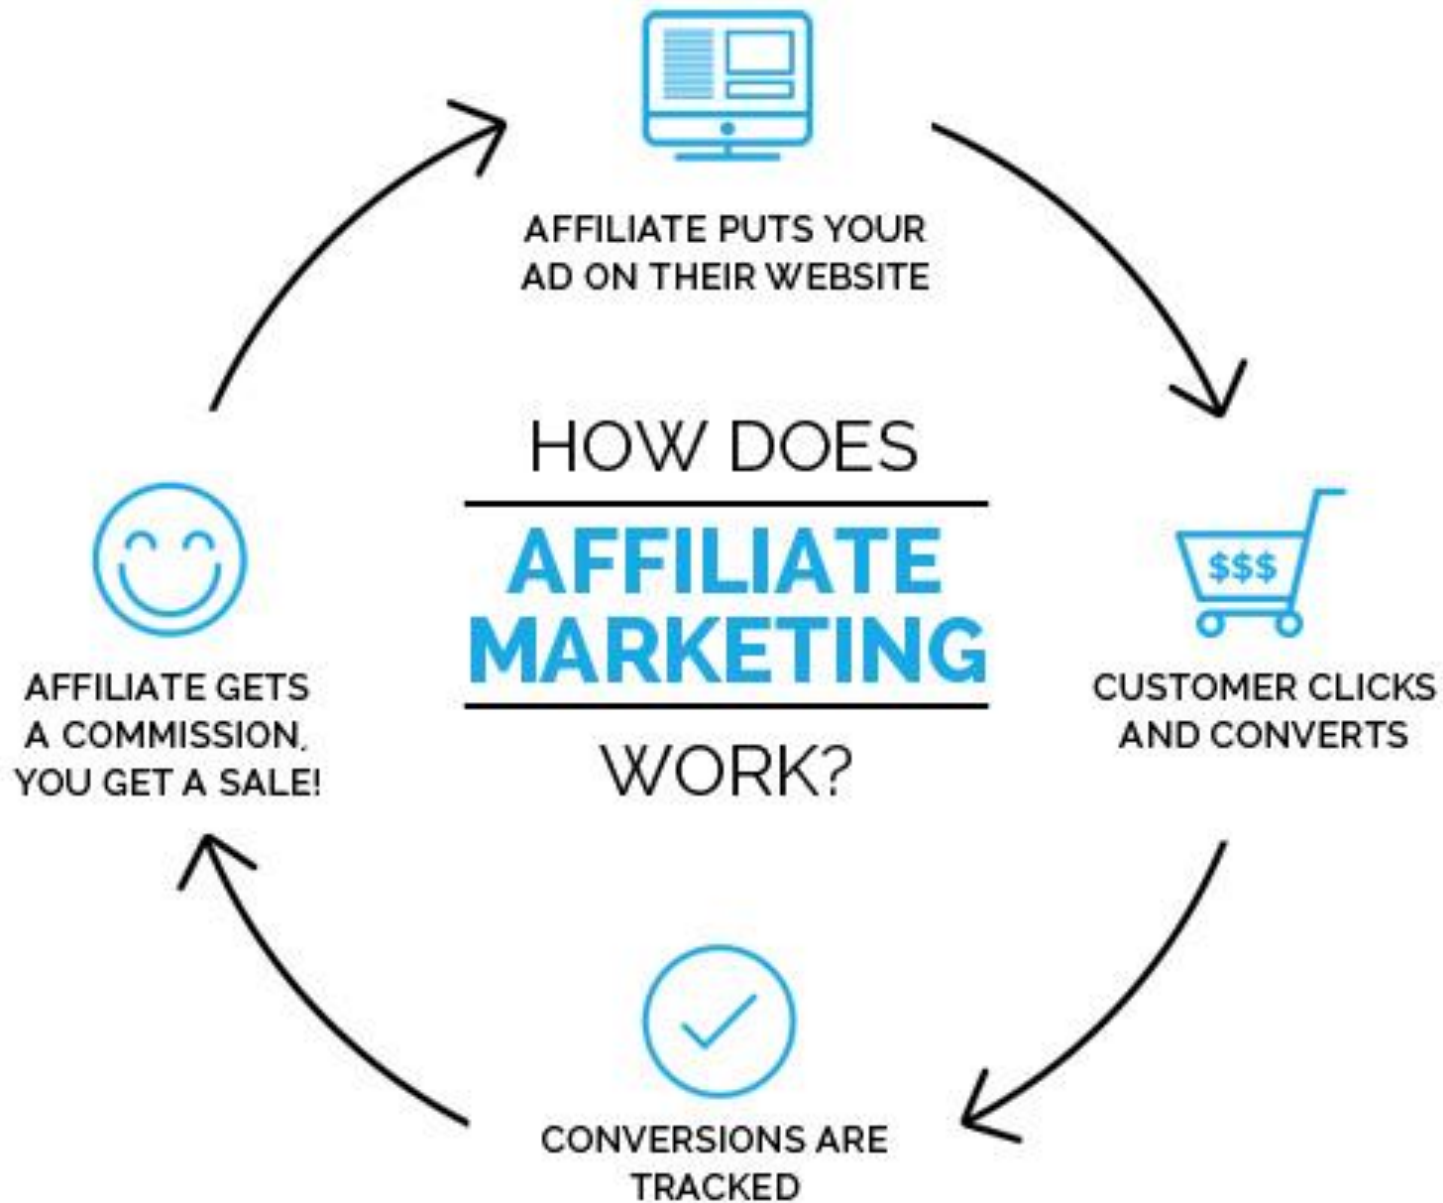 AFFILIATE PUTS YOUR
AD ON THEIR WEBSITE
HOW DOES
AFFILIATE
MARKETING
WORK?
$$$
CUSTOMER CLICKS
AND CONVERTS
CONVERSIONS ARE
TRACKED
AFFILIATE GETS
A COMMISSION,
YOU GET A SALE!